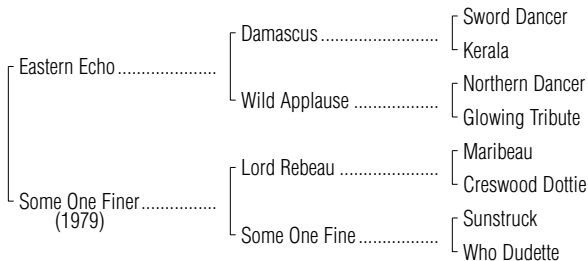 Sword Dancer
Damascus ........................
Kerala
Eastern Echo ....................
Northern Dancer
Wild Applause .................
Glowing Tribute
Maribeau
Lord Rebeau ....................
Creswood Dottie
Some One Finer ...............
(1979)
Sunstruck
Some One Fine ................
Who Dudette